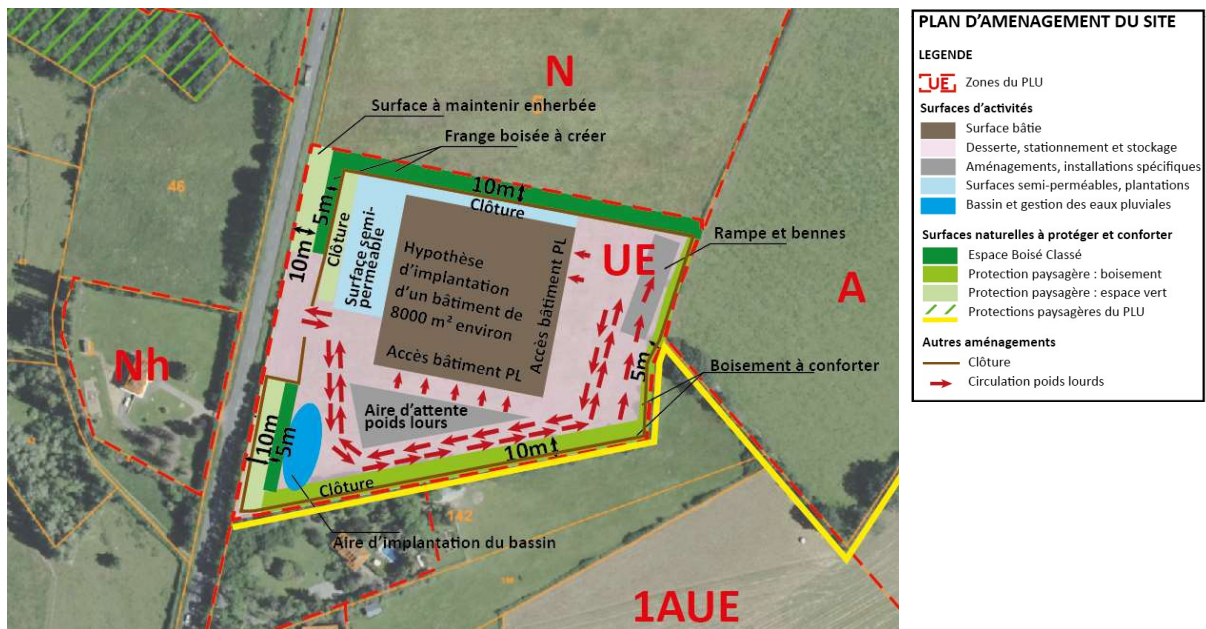 N
6
Surface à maintenir enherbée
Frange boisée à créer
46
10m
5m
10m
Clôture
Clôture
Surface semi-
perméable
Hypothèse
d'implantation
d'un bâtiment de
8000 m² environ
Accès bâtiment PL
Accès bâtiment PL
UE
Rampe et bennes
A
Nh
5m
Boisement à conforter
Aire d'attente
poids lours
10m
5m
10m
Clôture
142
Aire d'implantation du bassin
1AUE
PLAN D'AMENAGEMENT DU SITE
LEGENDE
UE Zones du PLU
Surfaces d'activités
Surface bâtie
Desserte, stationnement et stockage
Aménagements, installations spécifiques
Surfaces semi-perméables, plantations
Bassin et gestion des eaux pluviales
Surfaces naturelles à protéger et conforter
Espace Boisé Classé
Protection paysagère : boisement
Protection paysagère : espace vert
Protections paysagères du PLU
Autres aménagements
Clôture
Circulation poids lourds